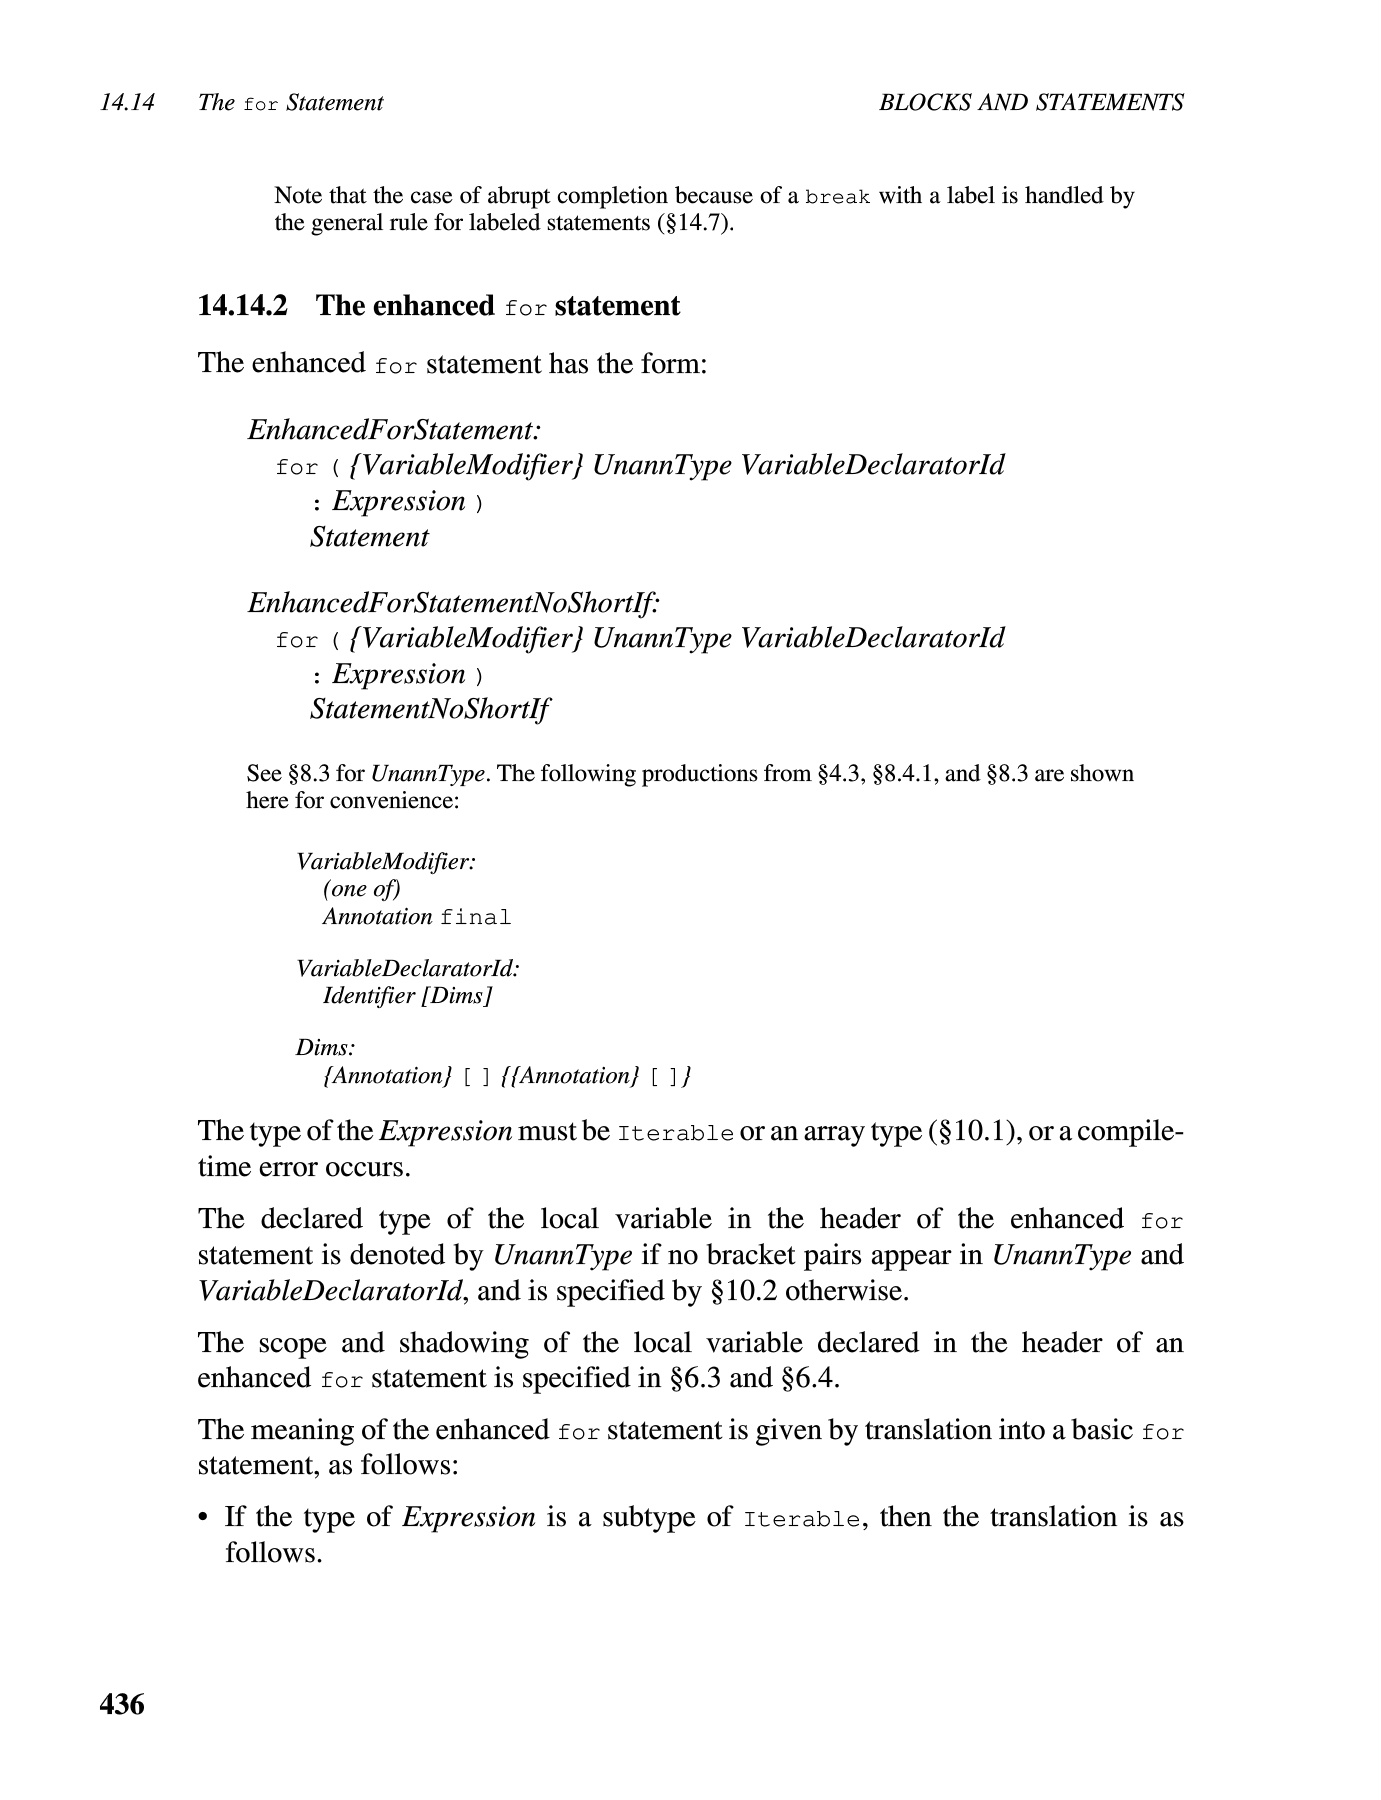 14.14 The for Statement BLOCKS AND STATEMENTS
Note that the case of abrupt completion because of a break with a label is handled by
the general rule for labeled statements (§14.7).
14.14.2 The enhanced for statement
The enhanced for statement has the form:
EnhancedForStatement:
for ( {VariableModifier} UnannType VariableDeclaratorId
: Expression )
Statement
EnhancedForStatementNoShortIf:
for ( {VariableModifier} UnannType VariableDeclaratorId
: Expression )
StatementNoShortIf
See §8.3 for UnannType. The following productions from §4.3, §8.4.1, and §8.3 are shown
here for convenience:
VariableModifier:
(one of)
Annotation final
VariableDeclaratorId:
Identifier [Dims]
Dims:
{Annotation} [ ] {{Annotation} [ ]}
The type of the Expression must be Iterable or an array type (§10.1), or a compile-
time error occurs.
The declared type of the local variable in the header of the enhanced for
statement is denoted by UnannType if no bracket pairs appear in UnannType and
VariableDeclaratorId, and is specified by §10.2 otherwise.
The scope and shadowing of the local variable declared in the header of an
enhanced for statement is specified in §6.3 and §6.4.
The meaning of the enhanced for statement is given by translation into a basic for
statement, as follows:
• If the type of Expression is a subtype of Iterable, then the translation is as
follows.
436